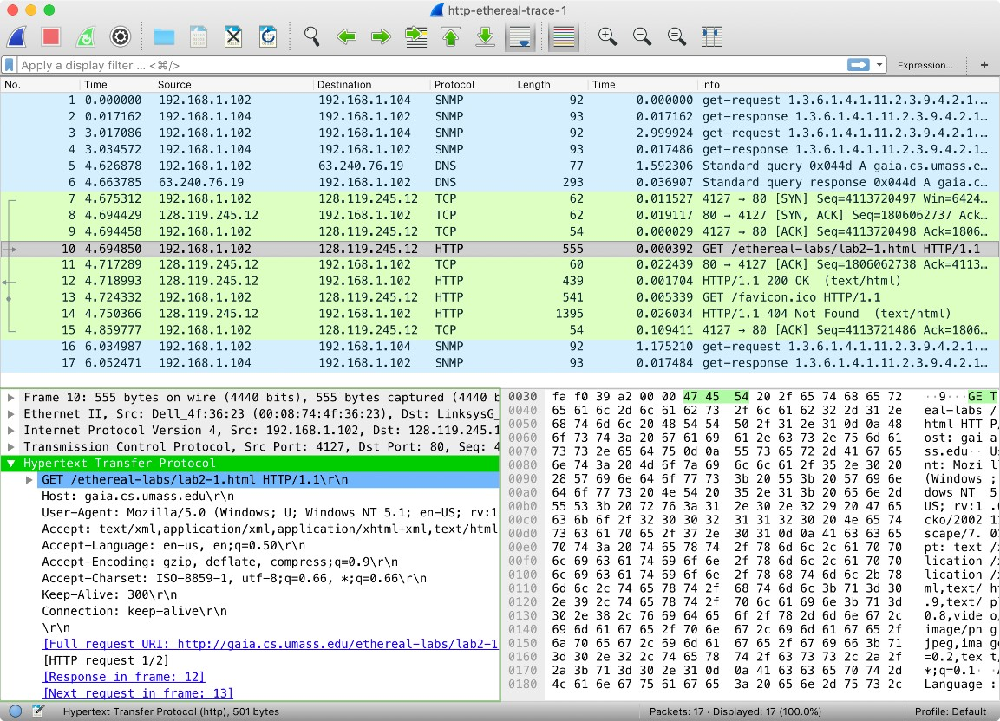 http-ethereal-trace-1
Apply a display filter ... <⌘/>
Expression...
+
No. Time Source Destination Protocol Length Time Info
1 0.000000 192.168.1.102 192.168.1.104 SNMP 92 0.000000 get-request 1.3.6.1.4.1.11.2.3.9.4.2.1.…
2 0.017162 192.168.1.104 192.168.1.102 SNMP 93 0.017162 get-response 1.3.6.1.4.1.11.2.3.9.4.2.1.…
3 3.017086 192.168.1.102 192.168.1.104 SNMP 92 2.999924 get-request 1.3.6.1.4.1.11.2.3.9.4.2.1.…
4 3.034572 192.168.1.104 192.168.1.102 SNMP 93 0.017486 get-response 1.3.6.1.4.1.11.2.3.9.4.2.1.…
5 4.626878 192.168.1.102 63.240.76.19 DNS 77 1.592306 Standard query 0x044d A gaia.cs.umass.e…
6 4.663785 63.240.76.19 192.168.1.102 DNS 293 0.036907 Standard query response 0x044d A gaia.c…
7 4.675312 192.168.1.102 128.119.245.12 TCP 62 0.011527 4127 → 80 [SYN] Seq=4113720497 Win=6424…
8 4.694429 128.119.245.12 192.168.1.102 TCP 62 0.019117 80 → 4127 [SYN, ACK] Seq=1806062737 Ack…
9 4.694458 192.168.1.102 128.119.245.12 TCP 54 0.000029 4127 → 80 [ACK] Seq=4113720498 Ack=1806…
10 4.694850 192.168.1.102 128.119.245.12 HTTP 555 0.000392 GET /ethereal-labs/lab2-1.html HTTP/1.1
11 4.717289 128.119.245.12 192.168.1.102 TCP 60 0.022439 80 → 4127 [ACK] Seq=1806062738 Ack=4113…
12 4.718993 128.119.245.12 192.168.1.102 HTTP 439 0.001704 HTTP/1.1 200 OK (text/html)
13 4.724332 192.168.1.102 128.119.245.12 HTTP 541 0.005339 GET /favicon.ico HTTP/1.1
14 4.750366 128.119.245.12 192.168.1.102 HTTP 1395 0.026034 HTTP/1.1 404 Not Found (text/html)
15 4.859777 192.168.1.102 128.119.245.12 TCP 54 0.109411 4127 → 80 [ACK] Seq=4113721486 Ack=1806…
16 6.034987 192.168.1.102 192.168.1.104 SNMP 92 1.175210 get-request 1.3.6.1.4.1.11.2.3.9.4.2.1.…
17 6.052471 192.168.1.104 192.168.1.102 SNMP 93 0.017484 get-response 1.3.6.1.4.1.11.2.3.9.4.2.1.…
Frame 10: 555 bytes on wire (4440 bits), 555 bytes captured (4440 b
Ethernet II, Src: Dell_4f:36:23 (00:08:74:4f:36:23), Dst: LinksysG_
Internet Protocol Version 4, Src: 192.168.1.102, Dst: 128.119.245.1
Transmission Control Protocol, Src Port: 4127, Dst Port: 80, Seq: 4
Hypertext Transfer Protocol
GET /ethereal-labs/lab2-1.html HTTP/1.1\r\n
Host: gaia.cs.umass.edu\r\n
User-Agent: Mozilla/5.0 (Windows; U; Windows NT 5.1; en-US; rv:1
Accept: text/xml,application/xml,application/xhtml+xml,text/html
Accept-Language: en-us, en;q=0.50\r\n
Accept-Encoding: gzip, deflate, compress;q=0.9\r\n
Accept-Charset: ISO-8859-1, utf-8;q=0.66, *;q=0.66\r\n
Keep-Alive: 300\r\n
Connection: keep-alive\r\n
\r\n
[Full request URI: http://gaia.cs.umass.edu/ethereal-labs/lab2-1
[HTTP request 1/2]
[Response in frame: 12]
[Next request in frame: 13]
0030 fa f0 39 a2 00 00 47 45 54 20 2f 65 74 68 65 72 ··9···GE T
0040 65 61 6c 2d 6c 61 62 73 2f 6c 61 62 32 2d 31 2e eal-labs /
0050 68 74 6d 6c 20 48 54 54 50 2f 31 2e 31 0d 0a 48 html HTT P
0060 6f 73 74 3a 20 67 61 69 61 2e 63 73 2e 75 6d 61 ost: gai a
0070 73 73 2e 65 64 75 0d 0a 55 73 65 72 2d 41 67 65 ss.edu·· U
0080 6e 74 3a 20 4d 6f 7a 69 6c 6c 61 2f 35 2e 30 20 nt: Mozi l
0090 28 57 69 6e 64 6f 77 73 3b 20 55 3b 20 57 69 6e (Windows ;
00a0 64 6f 77 73 20 4e 54 20 35 2e 31 3b 20 65 6e 2d dows NT 5
00b0 55 53 3b 20 72 76 3a 31 2e 30 2e 32 29 20 47 65 US; rv:1 .
00c0 63 6b 6f 2f 32 30 30 32 31 31 32 30 20 4e 65 74 cko/2002 1
00d0 73 63 61 70 65 2f 37 2e 30 31 0d 0a 41 63 63 65 scape/7. 0
00e0 70 74 3a 20 74 65 78 74 2f 78 6d 6c 2c 61 70 70 pt: text /
00f0 6c 69 63 61 74 69 6f 6e 2f 78 6d 6c 2c 61 70 70 lication /
0100 6c 69 63 61 74 69 6f 6e 2f 78 68 74 6d 6c 2b 78 lication /
0110 6d 6c 2c 74 65 78 74 2f 68 74 6d 6c 3b 71 3d 30 ml,text/ h
0120 2e 39 2c 74 65 78 74 2f 70 6c 61 69 6e 3b 71 3d .9,text/ p
0130 30 2e 38 2c 76 69 64 65 6f 2f 78 2d 6d 6e 67 2c 0.8,vide o
0140 69 6d 61 67 65 2f 70 6e 67 2c 69 6d 61 67 65 2f image/pn g
0150 6a 70 65 67 2c 69 6d 61 67 65 2f 67 69 66 3b 71 jpeg,ima g
0160 3d 30 2e 32 2c 74 65 78 74 2f 63 73 73 2c 2a 2f =0.2,tex t
0170 2a 3b 71 3d 30 2e 31 0d 0a 41 63 63 65 70 74 2d *;q=0.1·
0180 4c 61 6e 67 75 61 67 65 3a 20 65 6e 2d 75 73 2c Language :
Hypertext Transfer Protocol (http), 501 bytes
Packets: 17 · Displayed: 17 (100.0%)
Profile: Default